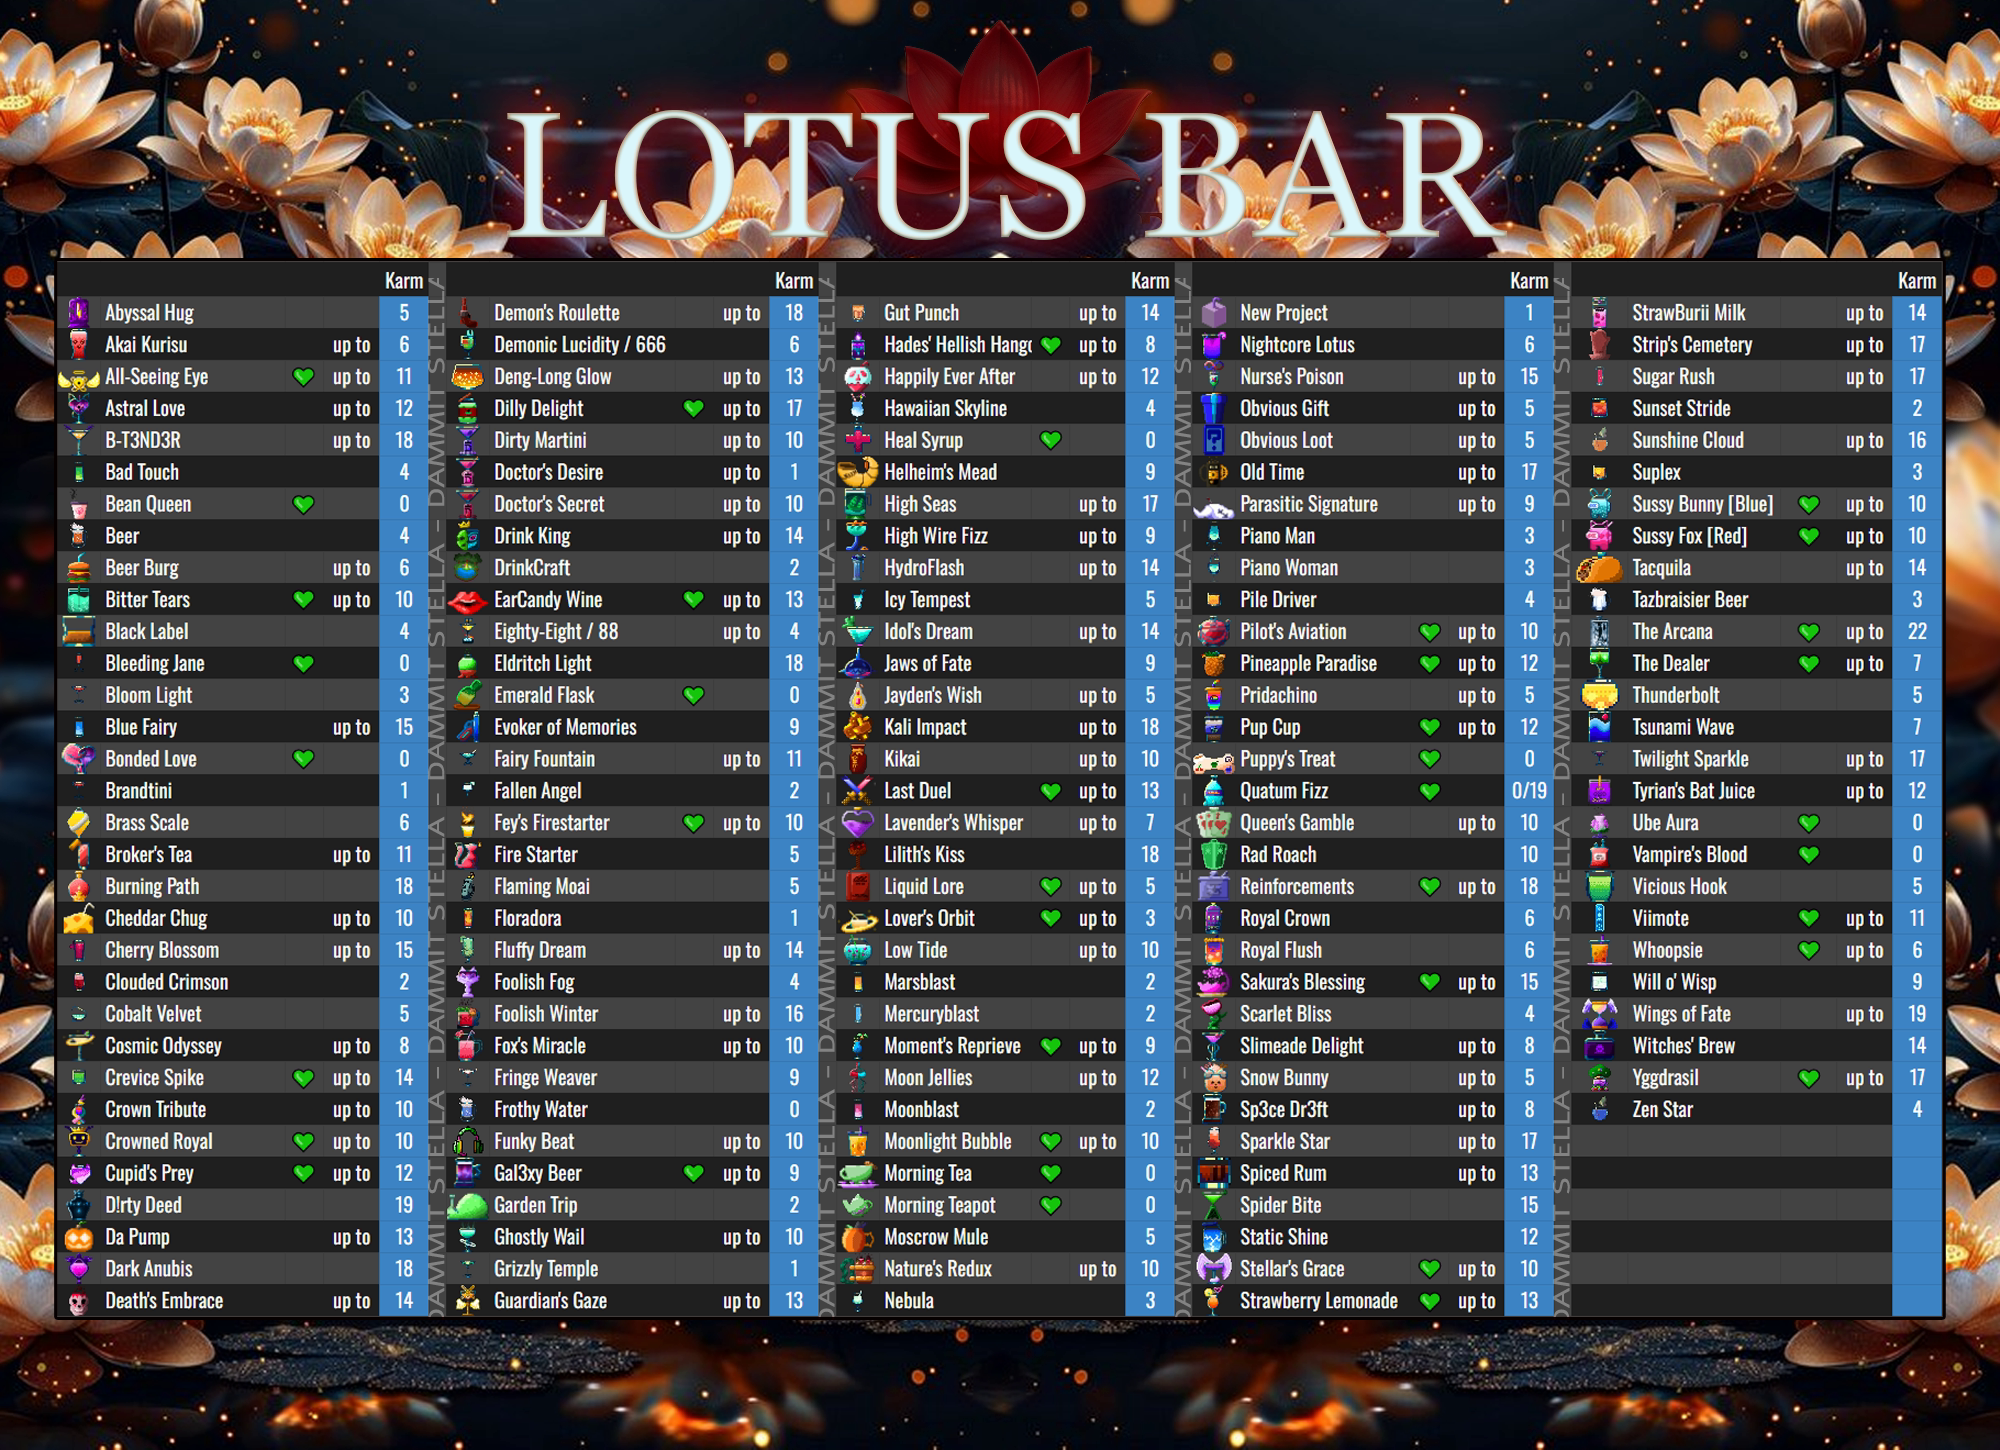 LOTUS BAR
Karm
Abyssal Hug 5
Akai Kurisu up to 6
All-Seeing Eye up to 11
Astral Love up to 12
B-T3ND3R up to 18
Bad Touch 4
Bean Queen 0
Beer 4
Beer Burg up to 6
Bitter Tears up to 10
Black Label 4
Bleeding Jane 0
Bloom Light 3
Blue Fairy up to 15
Bonded Love 0
Brandtini 1
Brass Scale 6
Broker's Tea up to 11
Burning Path 18
Cheddar Chug up to 10
Cherry Blossom up to 15
Clouded Crimson 2
Cobalt Velvet 5
Cosmic Odyssey up to 8
Crevice Spike up to 14
Crown Tribute up to 10
Crowned Royal up to 10
Cupid's Prey up to 12
D!rty Deed 19
Da Pump up to 13
Dark Anubis 18
Death's Embrace up to 14
DAMMIT STELLA - DAMMIT STELLA - DAMMIT STELLA
Karm
Demon's Roulette up to 18
Demonic Lucidity / 666 6
Deng-Long Glow up to 13
Dilly Delight up to 17
Dirty Martini up to 10
Doctor's Desire up to 1
Doctor's Secret up to 10
Drink King up to 14
DrinkCraft 2
EarCandy Wine up to 13
Eighty-Eight / 88 up to 4
Eldritch Light 18
Emerald Flask 0
Evoker of Memories 9
Fairy Fountain up to 11
Fallen Angel 2
Fey's Firestarter up to 10
Fire Starter 5
Flaming Moai 5
Floradora 1
Fluffy Dream up to 14
Foolish Fog 4
Foolish Winter up to 16
Fox's Miracle up to 10
Fringe Weaver 9
Frothy Water 0
Funky Beat up to 10
Gal3xy Beer up to 9
Garden Trip 2
Ghostly Wail up to 10
Grizzly Temple 1
Guardian's Gaze up to 13
DAMMIT STELLA - DAMMIT STELLA - DAMMIT STELLA
Karm
Gut Punch up to 14
Hades' Hellish Hango up to 8
Happily Ever After up to 12
Hawaiian Skyline 4
Heal Syrup 0
Helheim's Mead 9
High Seas up to 17
High Wire Fizz up to 9
HydroFlash up to 14
Icy Tempest 5
Idol's Dream up to 14
Jaws of Fate 9
Jayden's Wish up to 5
Kali Impact up to 18
Kikai up to 10
Last Duel up to 13
Lavender's Whisper up to 7
Lilith's Kiss 18
Liquid Lore up to 5
Lover's Orbit up to 3
Low Tide up to 10
Marsblast 2
Mercuryblast 2
Moment's Reprieve up to 9
Moon Jellies up to 12
Moonblast 2
Moonlight Bubble up to 10
Morning Tea 0
Morning Teapot 0
Moscrow Mule 5
Nature's Redux up to 10
Nebula 3
DAMMIT STELLA - DAMMIT STELLA - DAMMIT STELLA
Karm
New Project 1
Nightcore Lotus 6
Nurse's Poison up to 15
Obvious Gift up to 5
Obvious Loot up to 5
Old Time up to 17
Parasitic Signature up to 9
Piano Man 3
Piano Woman 3
Pile Driver 4
Pilot's Aviation up to 10
Pineapple Paradise up to 12
Pridachino up to 5
Pup Cup up to 12
Puppy's Treat 0
Quatum Fizz 0/19
Queen's Gamble up to 10
Rad Roach 10
Reinforcements up to 18
Royal Crown 6
Royal Flush 6
Sakura's Blessing up to 15
Scarlet Bliss 4
Slimeade Delight up to 8
Snow Bunny up to 5
Sp3ce Dr3ft up to 8
Sparkle Star up to 17
Spiced Rum up to 13
Spider Bite 15
Static Shine 12
Stellar's Grace up to 10
Strawberry Lemonade up to 13
DAMMIT STELLA - DAMMIT STELLA - DAMMIT STELLA
Karm
StrawBurii Milk up to 14
Strip's Cemetery up to 17
Sugar Rush up to 17
Sunset Stride 2
Sunshine Cloud up to 16
Suplex 3
Sussy Bunny [Blue] up to 10
Sussy Fox [Red] up to 10
Tacquila up to 14
Tazbraisier Beer 3
The Arcana up to 22
The Dealer up to 7
Thunderbolt 5
Tsunami Wave 7
Twilight Sparkle up to 17
Tyrian's Bat Juice up to 12
Ube Aura 0
Vampire's Blood 0
Vicious Hook 5
Viimote up to 11
Whoopsie up to 6
Will o' Wisp 9
Wings of Fate up to 19
Witches' Brew 14
Yggdrasil up to 17
Zen Star 4